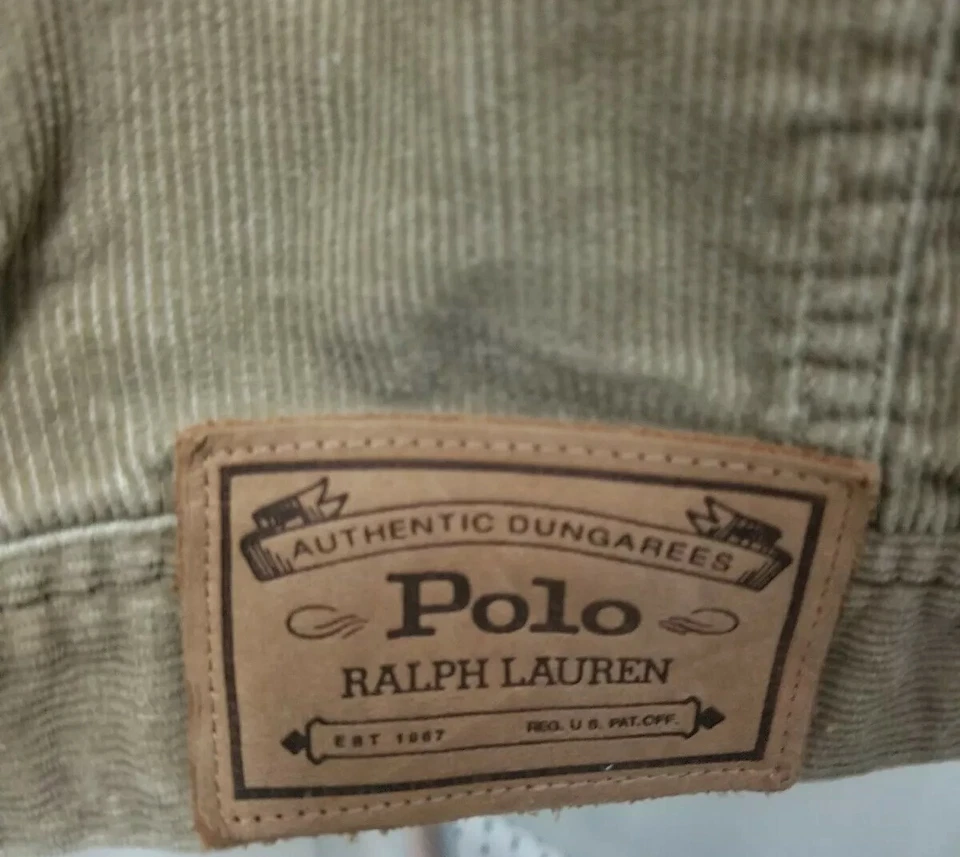 AUTHENTIC DUNGAREES
Polo
RALPH LAUREN
EST 1967 REG. U.S. PAT. OFF.